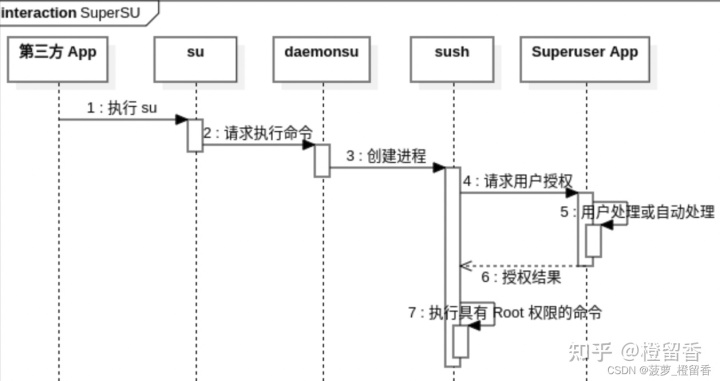 interaction SuperSU
第三方 App
su
daemonsu
sush
Superuser App
1 : 执行 su
2 : 请求执行命令
3 : 创建进程
4 : 请求用户授权
5 : 用户处理或自动处理
6 : 授权结果
7 : 执行具有 Root 权限的命令
知乎 @橙留香
CSDN @菠萝_橙留香